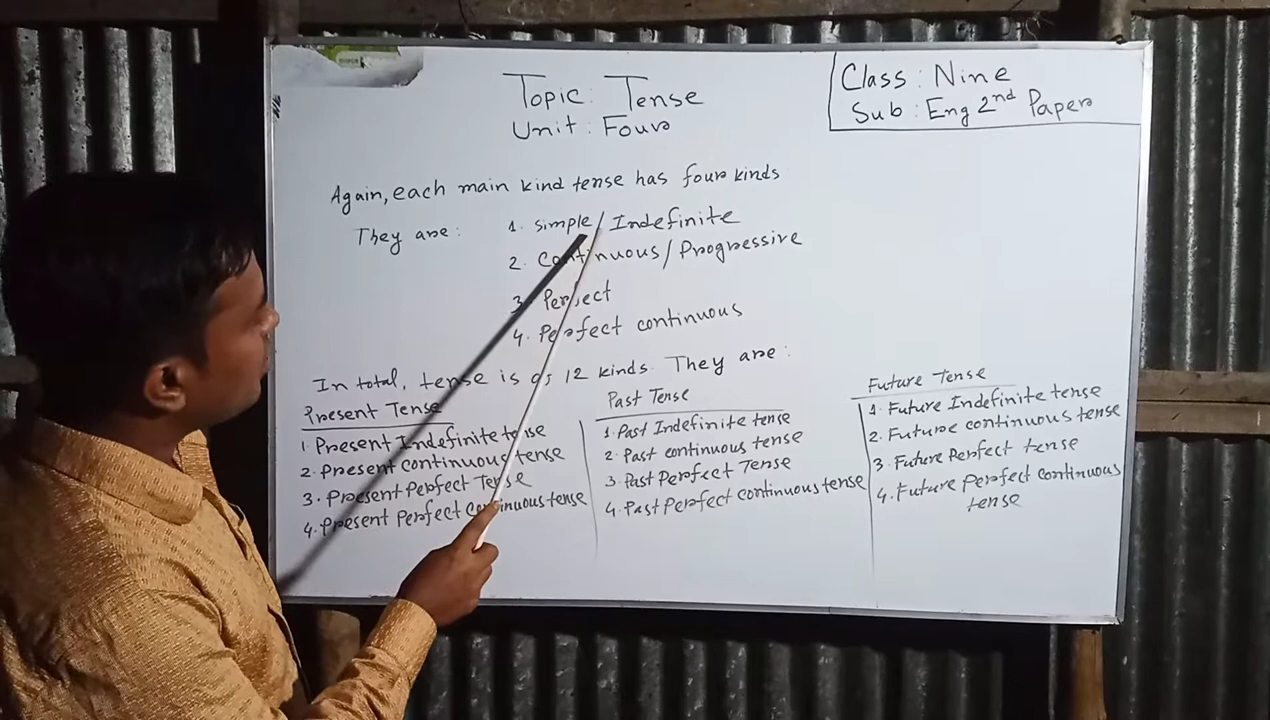 Topic: Tense
Unit: Four
Class: Nine
Sub: Eng 2nd Paper
Again, each main kind tense has four kinds
They are: 1. Simple/Indefinite
2. Continuous/Progressive
3. Perfect
4. Perfect continuous
In total, tense is of 12 kinds. They are:
Present Tense
1. Present Indefinite tense
2. Present continuous tense
3. Present Perfect Tense
4. Present Perfect continuous tense
Past Tense
1. Past Indefinite tense
2. Past continuous tense
3. Past Perfect Tense
4. Past Perfect continuous tense
Future Tense
1. Future Indefinite tense
2. Future continuous tense
3. Future Perfect tense
4. Future Perfect continuous
tense